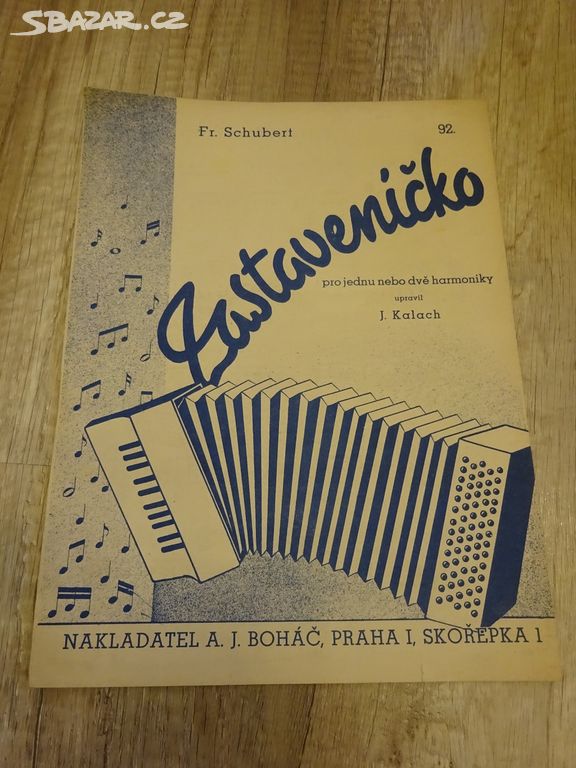 SBAZAR.CZ
Fr. Schubert
92.
Zastaveníčko
pro jednu nebo dvě harmoniky
upravil
J. Kalach
NAKLADATEL A. J. BOHÁČ, PRAHA I, SKOŘEPKA 1